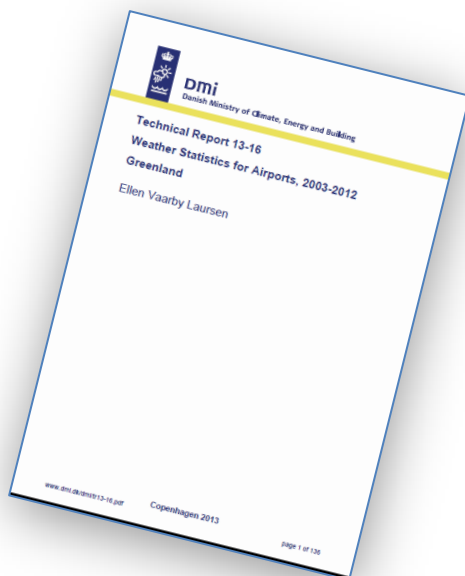 Dmi
Danish Ministry of Climate, Energy and Building
Technical Report 13-16
Weather Statistics for Airports, 2003-2012
Greenland
Ellen Vaarby Laursen
www.dmi.dk/dmi/tr13-16.pdf
Copenhagen 2013
page 1 of 136